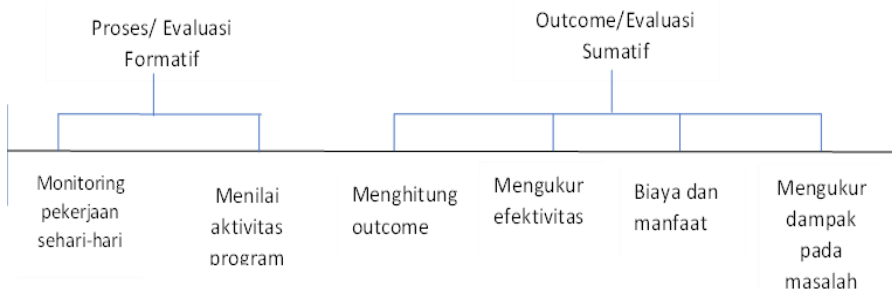 Proses/ Evaluasi
Formatif
Outcome/Evaluasi
Sumatif
Monitoring
pekerjaan
sehari-hari
Menilai
aktivitas
program
Menghitung
outcome
Mengukur
efektivitas
Biaya dan
manfaat
Mengukur
dampak
pada
masalah